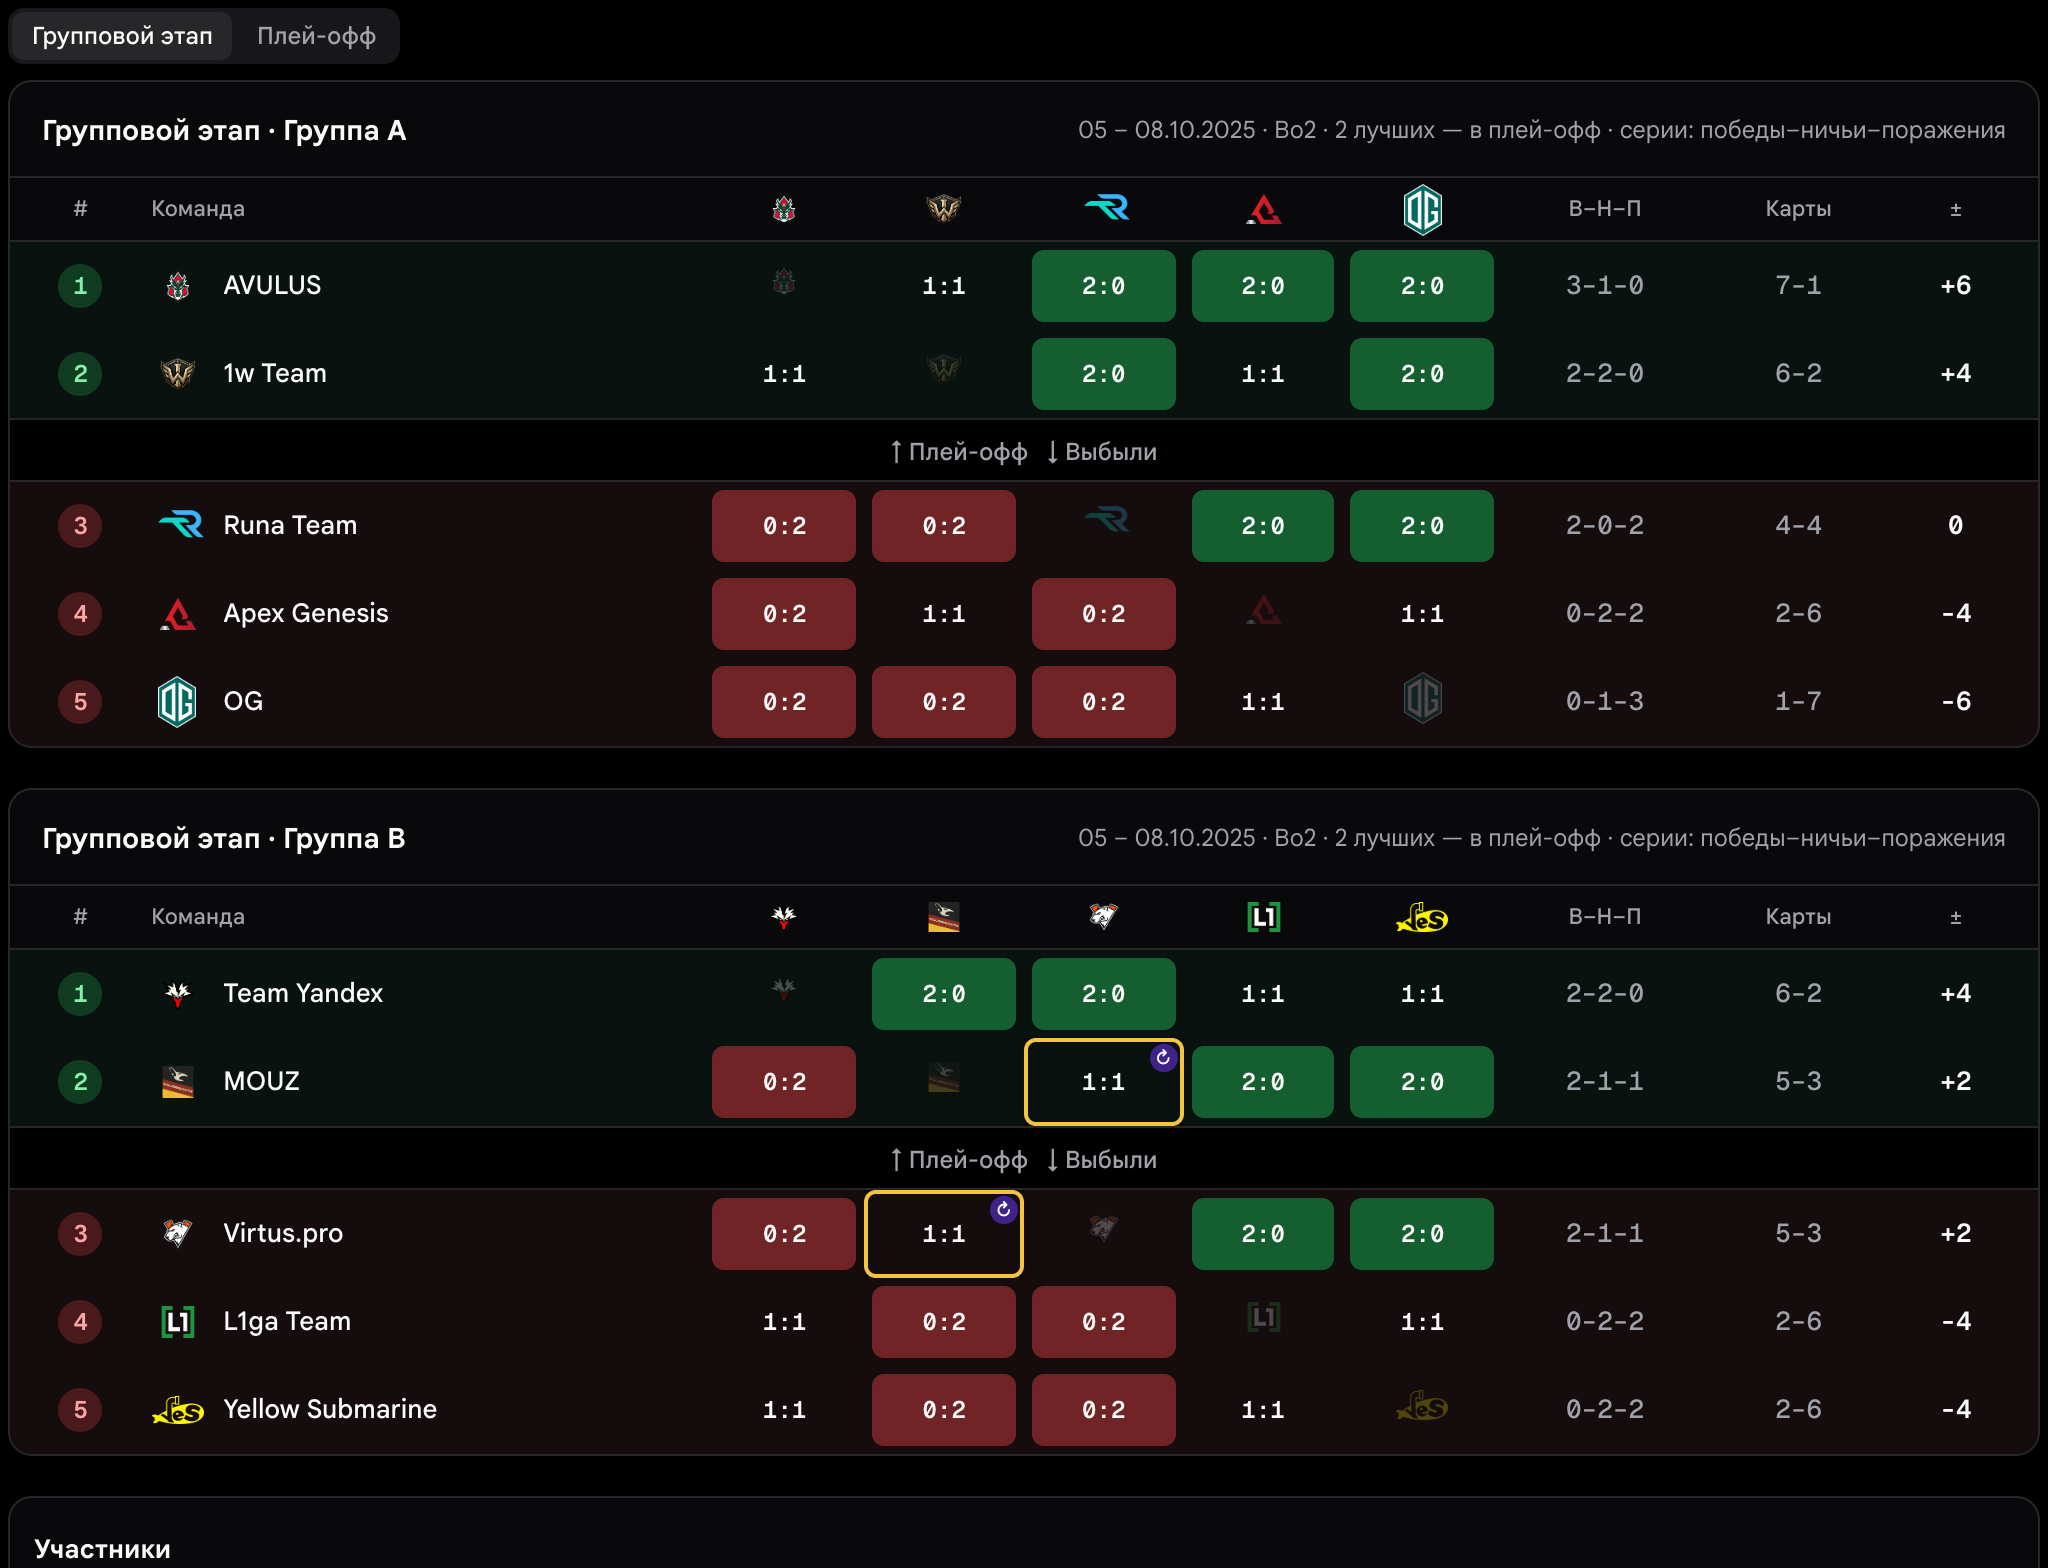 Групповой этап Плей-офф
Групповой этап · Группа A 05 – 08.10.2025 · Bo2 · 2 лучших — в плей-офф · серии: победы–ничьи–поражения
# Команда В–Н–П Карты ±
1 AVULUS 1:1 2:0 2:0 2:0 3-1-0 7-1 +6
2 1w Team 1:1 2:0 1:1 2:0 2-2-0 6-2 +4
↑ Плей-офф ↓ Выбыли
3 Runa Team 0:2 0:2 2:0 2:0 2-0-2 4-4 0
4 Apex Genesis 0:2 1:1 0:2 1:1 0-2-2 2-6 -4
5 OG 0:2 0:2 0:2 1:1 0-1-3 1-7 -6
Групповой этап · Группа B 05 – 08.10.2025 · Bo2 · 2 лучших — в плей-офф · серии: победы–ничьи–поражения
# Команда В–Н–П Карты ±
1 Team Yandex 2:0 2:0 1:1 1:1 2-2-0 6-2 +4
2 MOUZ 0:2 1:1 2:0 2:0 2-1-1 5-3 +2
↑ Плей-офф ↓ Выбыли
3 Virtus.pro 0:2 1:1 2:0 2:0 2-1-1 5-3 +2
4 L1ga Team 1:1 0:2 0:2 1:1 0-2-2 2-6 -4
5 Yellow Submarine 1:1 0:2 0:2 1:1 0-2-2 2-6 -4
Участники